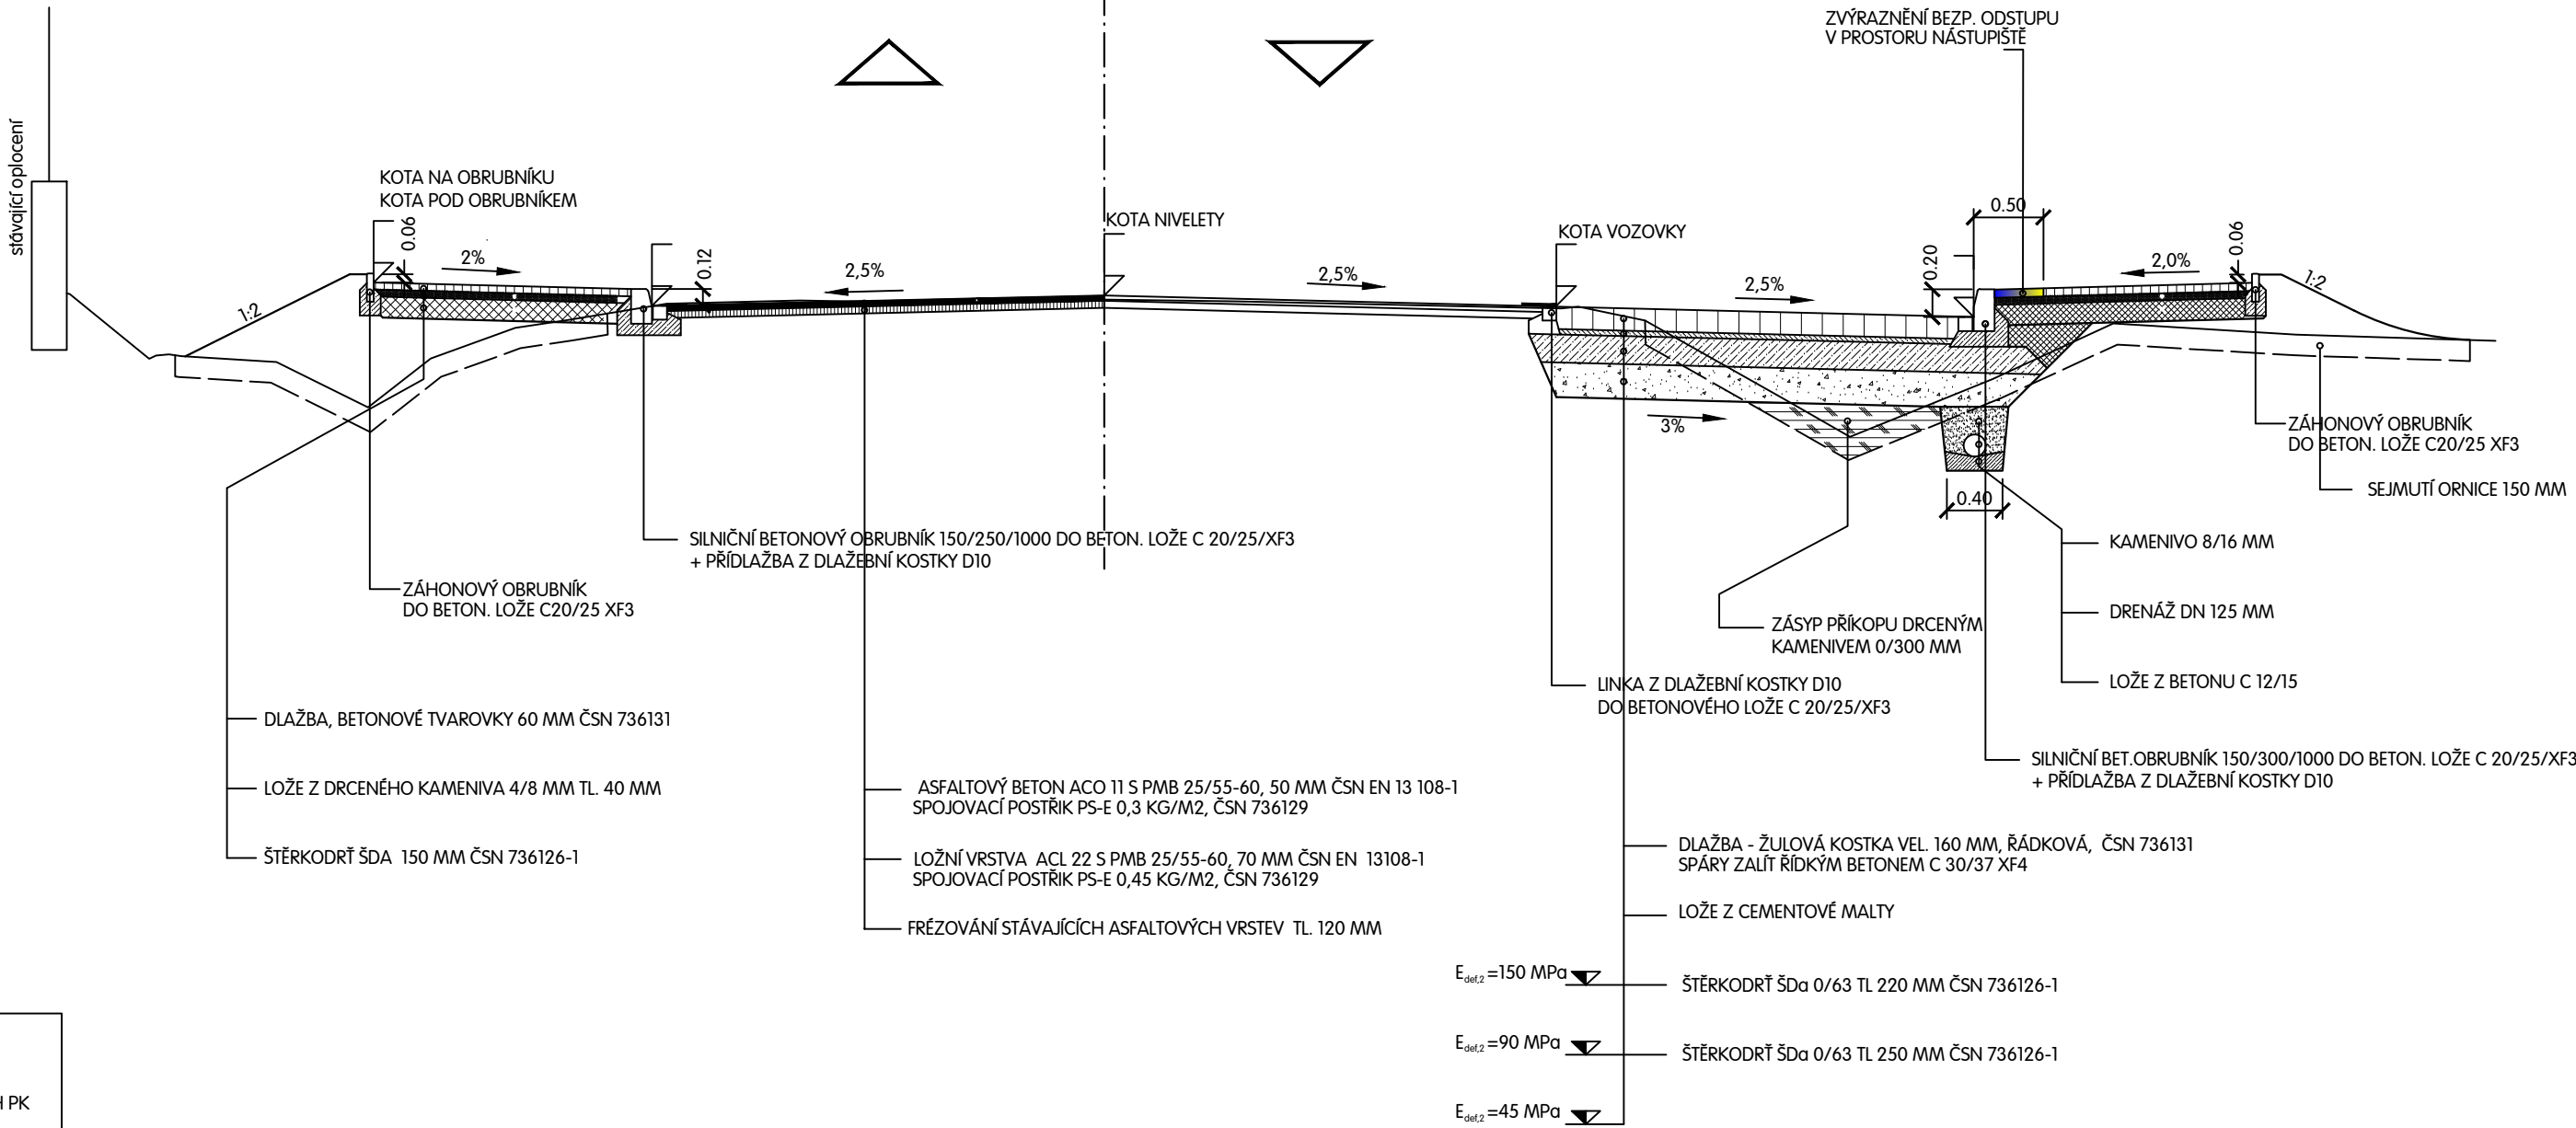 ZVÝRAZNĚNÍ BEZP. ODSTUPU
V PROSTORU NÁSTUPIŠTĚ
stávající oplocení
KOTA NA OBRUBNÍKU
KOTA POD OBRUBNÍKEM
KOTA NIVELETY
KOTA VOZOVKY
0.50
0.06
2%
0.12
2,5%
2,5%
2,5%
0.20
2,0%
0.06
1:2
1:2
3%
0.40
ZÁHONOVÝ OBRUBNÍK
DO BETON. LOŽE C20/25 XF3
SEJMUTÍ ORNICE 150 MM
SILNIČNÍ BETONOVÝ OBRUBNÍK 150/250/1000 DO BETON. LOŽE C 20/25/XF3
+ PŘÍDLAŽBA Z DLAŽEBNÍ KOSTKY D10
KAMENIVO 8/16 MM
ZÁHONOVÝ OBRUBNÍK
DO BETON. LOŽE C20/25 XF3
DRENÁŽ DN 125 MM
ZÁSYP PŘÍKOPU DRCENÝM
KAMENIVEM 0/300 MM
LOŽE Z BETONU C 12/15
LINKA Z DLAŽEBNÍ KOSTKY D10
DO BETONOVÉHO LOŽE C 20/25/XF3
DLAŽBA, BETONOVÉ TVAROVKY 60 MM ČSN 736131
LOŽE Z DRCENÉHO KAMENIVA 4/8 MM TL. 40 MM
ŠTĚRKODRŤ ŠDA 150 MM ČSN 736126-1
SILNIČNÍ BET.OBRUBNÍK 150/300/1000 DO BETON. LOŽE C 20/25/XF3
+ PŘÍDLAŽBA Z DLAŽEBNÍ KOSTKY D10
ASFALTOVÝ BETON ACO 11 S PMB 25/55-60, 50 MM ČSN EN 13 108-1
SPOJOVACÍ POSTŘIK PS-E 0,3 KG/M2, ČSN 736129
LOŽNÍ VRSTVA ACL 22 S PMB 25/55-60, 70 MM ČSN EN 13108-1
SPOJOVACÍ POSTŘIK PS-E 0,45 KG/M2, ČSN 736129
FRÉZOVÁNÍ STÁVAJÍCÍCH ASFALTOVÝCH VRSTEV TL. 120 MM
DLAŽBA - ŽULOVÁ KOSTKA VEL. 160 MM, ŘÁDKOVÁ, ČSN 736131
SPÁRY ZALÍT ŘÍDKÝM BETONEM C 30/37 XF4
LOŽE Z CEMENTOVÉ MALTY
Edef,2=150 MPa
ŠTĚRKODRŤ ŠDa 0/63 TL 220 MM ČSN 736126-1
Edef,2=90 MPa
ŠTĚRKODRŤ ŠDa 0/63 TL 250 MM ČSN 736126-1
Edef,2=45 MPa
PK